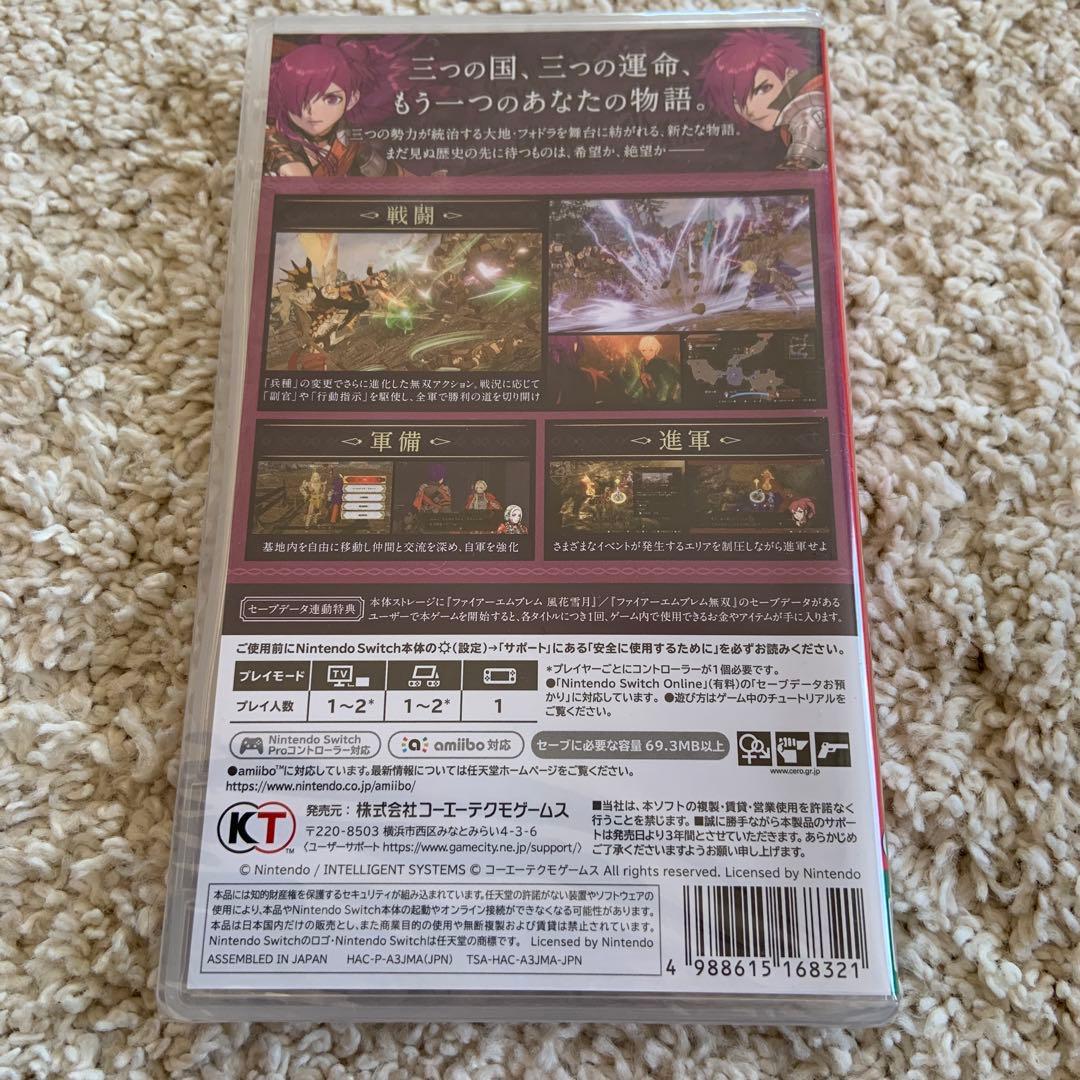 三つの国、三つの運命、
もう一つのあなたの物語。
三つの勢力が統治する大地・フォドラを舞台に紡がれる、新たな物語。
まだ見ぬ歴史の先に待つものは、希望か、絶望か――
戦闘
「兵種」の変更でさらに進化した無双アクション。戦況に応じて
「副官」や「行動指示」を駆使し、全軍で勝利の道を切り開け
軍備
基地内を自由に移動し仲間と交流を深め、自軍を強化
進軍
さまざまなイベントが発生するエリアを制圧しながら進軍せよ
セーブデータ連動特典
本体ストレージに『ファイアーエムブレム 風花雪月』/『ファイアーエムブレム無双』のセーブデータがある
ユーザーで本ゲームを開始すると、各タイトルにつき1回、ゲーム内で使用できるお金やアイテムが手に入ります。
ご使用前にNintendo Switch本体の(設定)→「サポート」にある「安全に使用するために」を必ずお読みください。
プレイモード
TV
プレイ人数 1～2* 1～2* 1
*プレイヤーごとにコントローラーが1個必要です。
●「Nintendo Switch Online」(有料)の「セーブデータお預
かり」に対応しています。●遊び方はゲーム中のチュートリアルを
ご覧ください。
Nintendo Switch
Proコントローラー対応
amiibo 対応
セーブに必要な容量 69.3MB以上
www.cero.gr.jp
●amiibo™に対応しています。最新情報については任天堂ホームページをご覧ください。
https://www.nintendo.co.jp/amiibo/
KT™
発売元:株式会社コーエーテクモゲームス
〒220-8503 横浜市西区みなとみらい4-3-6
〈ユーザーサポート https://www.gamecity.ne.jp/support/〉
■当社は、本ソフトの複製・賃貸・営業使用を許諾なく
行うことを禁じます。■誠に勝手ながら本製品のサポー
トは発売日より3年間とさせていただきます。あらかじめ
ご了承くださいますようお願い申し上げます。
© Nintendo / INTELLIGENT SYSTEMS © コーエーテクモゲームス All rights reserved. Licensed by Nintendo
本品には知的財産権を保護するセキュリティが組み込まれています。任天堂の許諾がない装置やソフトウェアの
使用により、本品やNintendo Switch本体の起動やオンライン接続ができなくなる可能性があります。
本品は日本国内だけの販売とし、また商業目的の使用や無断複製および賃貸は禁止されています。
Nintendo Switchのロゴ・Nintendo Switchは任天堂の商標です。 Licensed by Nintendo
ASSEMBLED IN JAPAN HAC-P-A3JMA(JPN) TSA-HAC-A3JMA-JPN
4 988615 168321